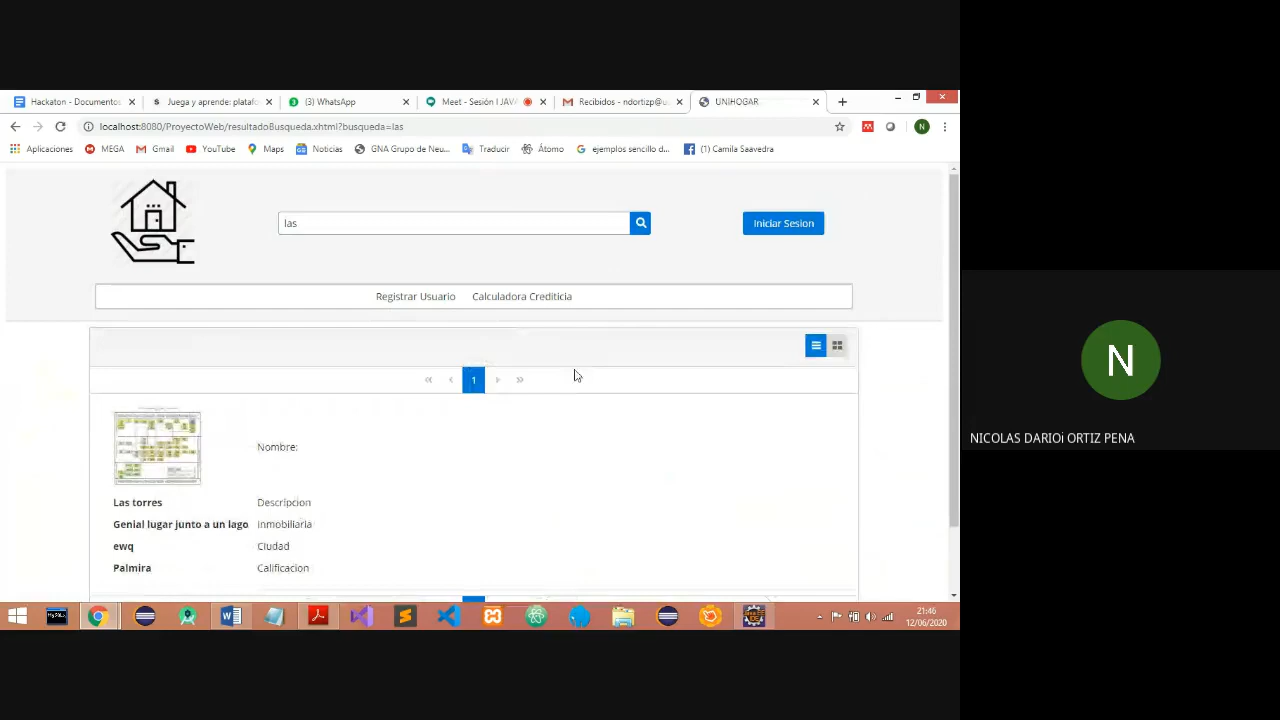 Hackaton - Documentos
Juega y aprende: platafo
(3) WhatsApp
Meet - Sesión I JAVA
Recibidos - ndortizp@u
UNIHOGAR
localhost:8080/ProyectoWeb/resultadoBusqueda.xhtml?busqueda=las
N
Aplicaciones
MEGA
Gmail
YouTube
Maps
Noticias
GNA Grupo de Neu...
Traducir
Átomo
ejemplos sencillo d...
(1) Camila Saavedra
las
Iniciar Sesion
Registrar Usuario
Calculadora Crediticia
1
Nombre:
Las torres
Descripcion
Genial lugar junto a un lago
inmobiliaria
ewq
Ciudad
Palmira
Calificacion
21:46
12/06/2020
N
NICOLAS DARIOi ORTIZ PENA